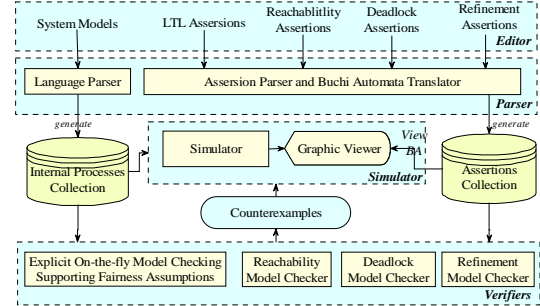 System Models
LTL Assersions
Reachablitlity
Assertions
Deadlock
Assertions
Refinement
Assertions
Editor
Language Parser
Assersion Parser and Buchi Automata Translator
Parser
generate
generate
Internal Processes
Collection
Simulator
Graphic Viewer
View
BA
Simulator
Assertions
Collection
Counterexamples
Explicit On-the-fly Model Checking
Supporting Fairness Assumptions
Reachability
Model Checker
Deadlock
Model Checker
Refinement
Model Checker
Verifiers